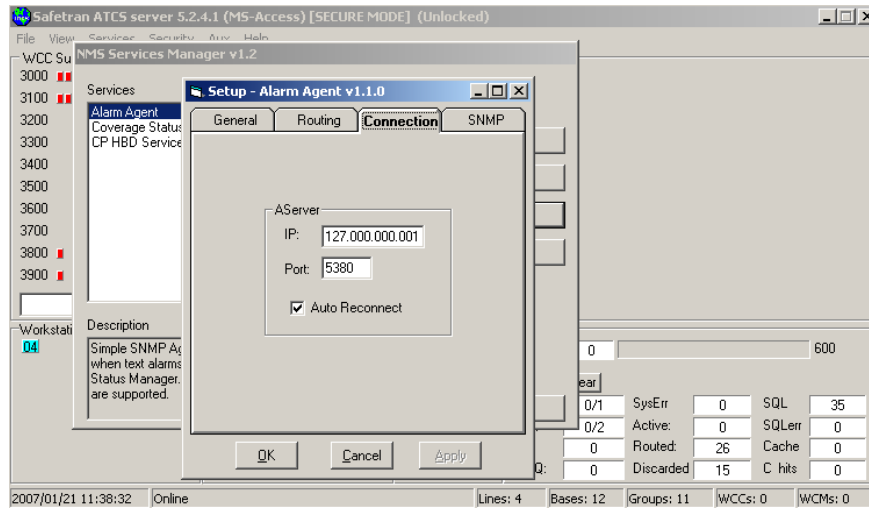 Safetran ATCS server 5.2.4.1 (MS-Access) [SECURE MODE] (Unlocked)
File View Services Security Aux Help
WCC Su
3000
3100
3200
3300
3400
3500
3600
3700
3800
3900
NMS Services Manager v1.2
Services
Alarm Agent
Coverage Status
CP HBD Service
Description
Simple SNMP Ag
when text alarms
Status Manager.
are supported.
Setup - Alarm Agent v1.1.0
General Routing Connection SNMP
AServer
IP: 127.000.000.001
Port: 5380
Auto Reconnect
OK Cancel Apply
Workstati
04
0 600
ear
0/1 SysErr 0 SQL 35
0/2 Active: 0 SQLerr 0
0 Routed: 26 Cache 0
Q: 0 Discarded 15 C hits 0
2007/01/21 11:38:32 Online Lines: 4 Bases: 12 Groups: 11 WCCs: 0 WCMs: 0